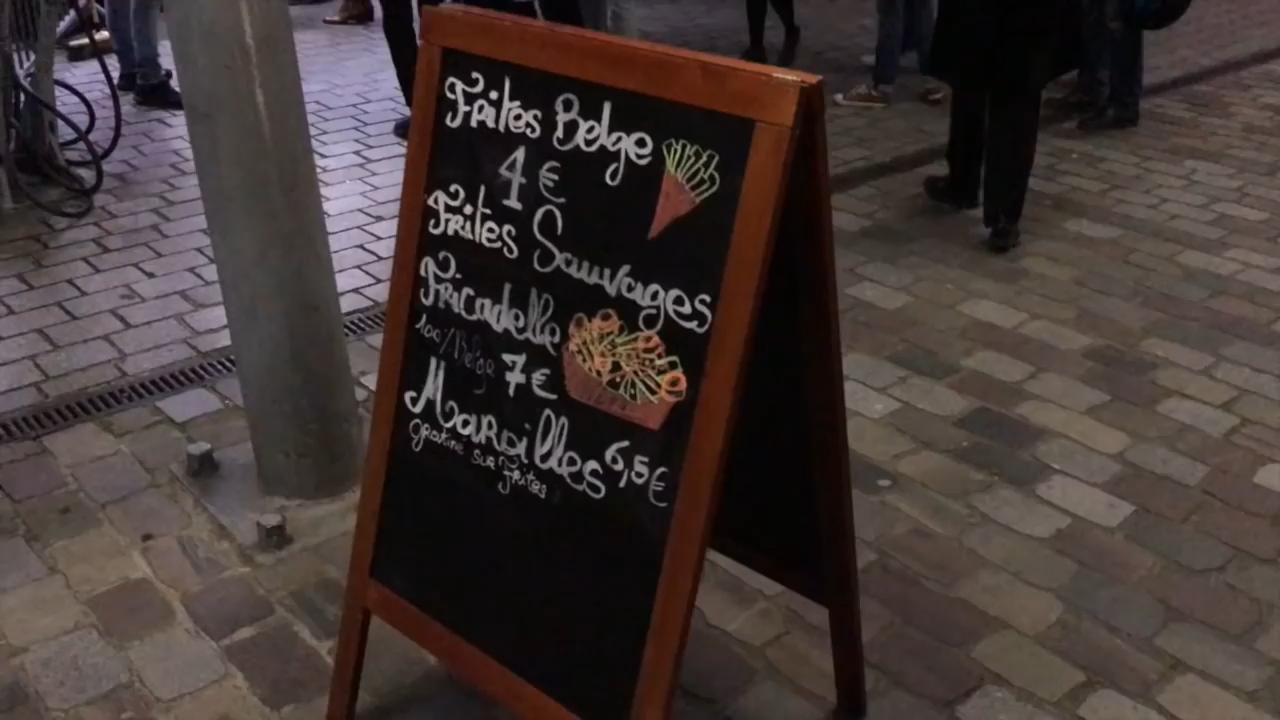 Frites Belge
4 €
Frites Sauvages
Fricadelle
100% Belge 7€
Maroilles 6,5€
gratiné sur frites